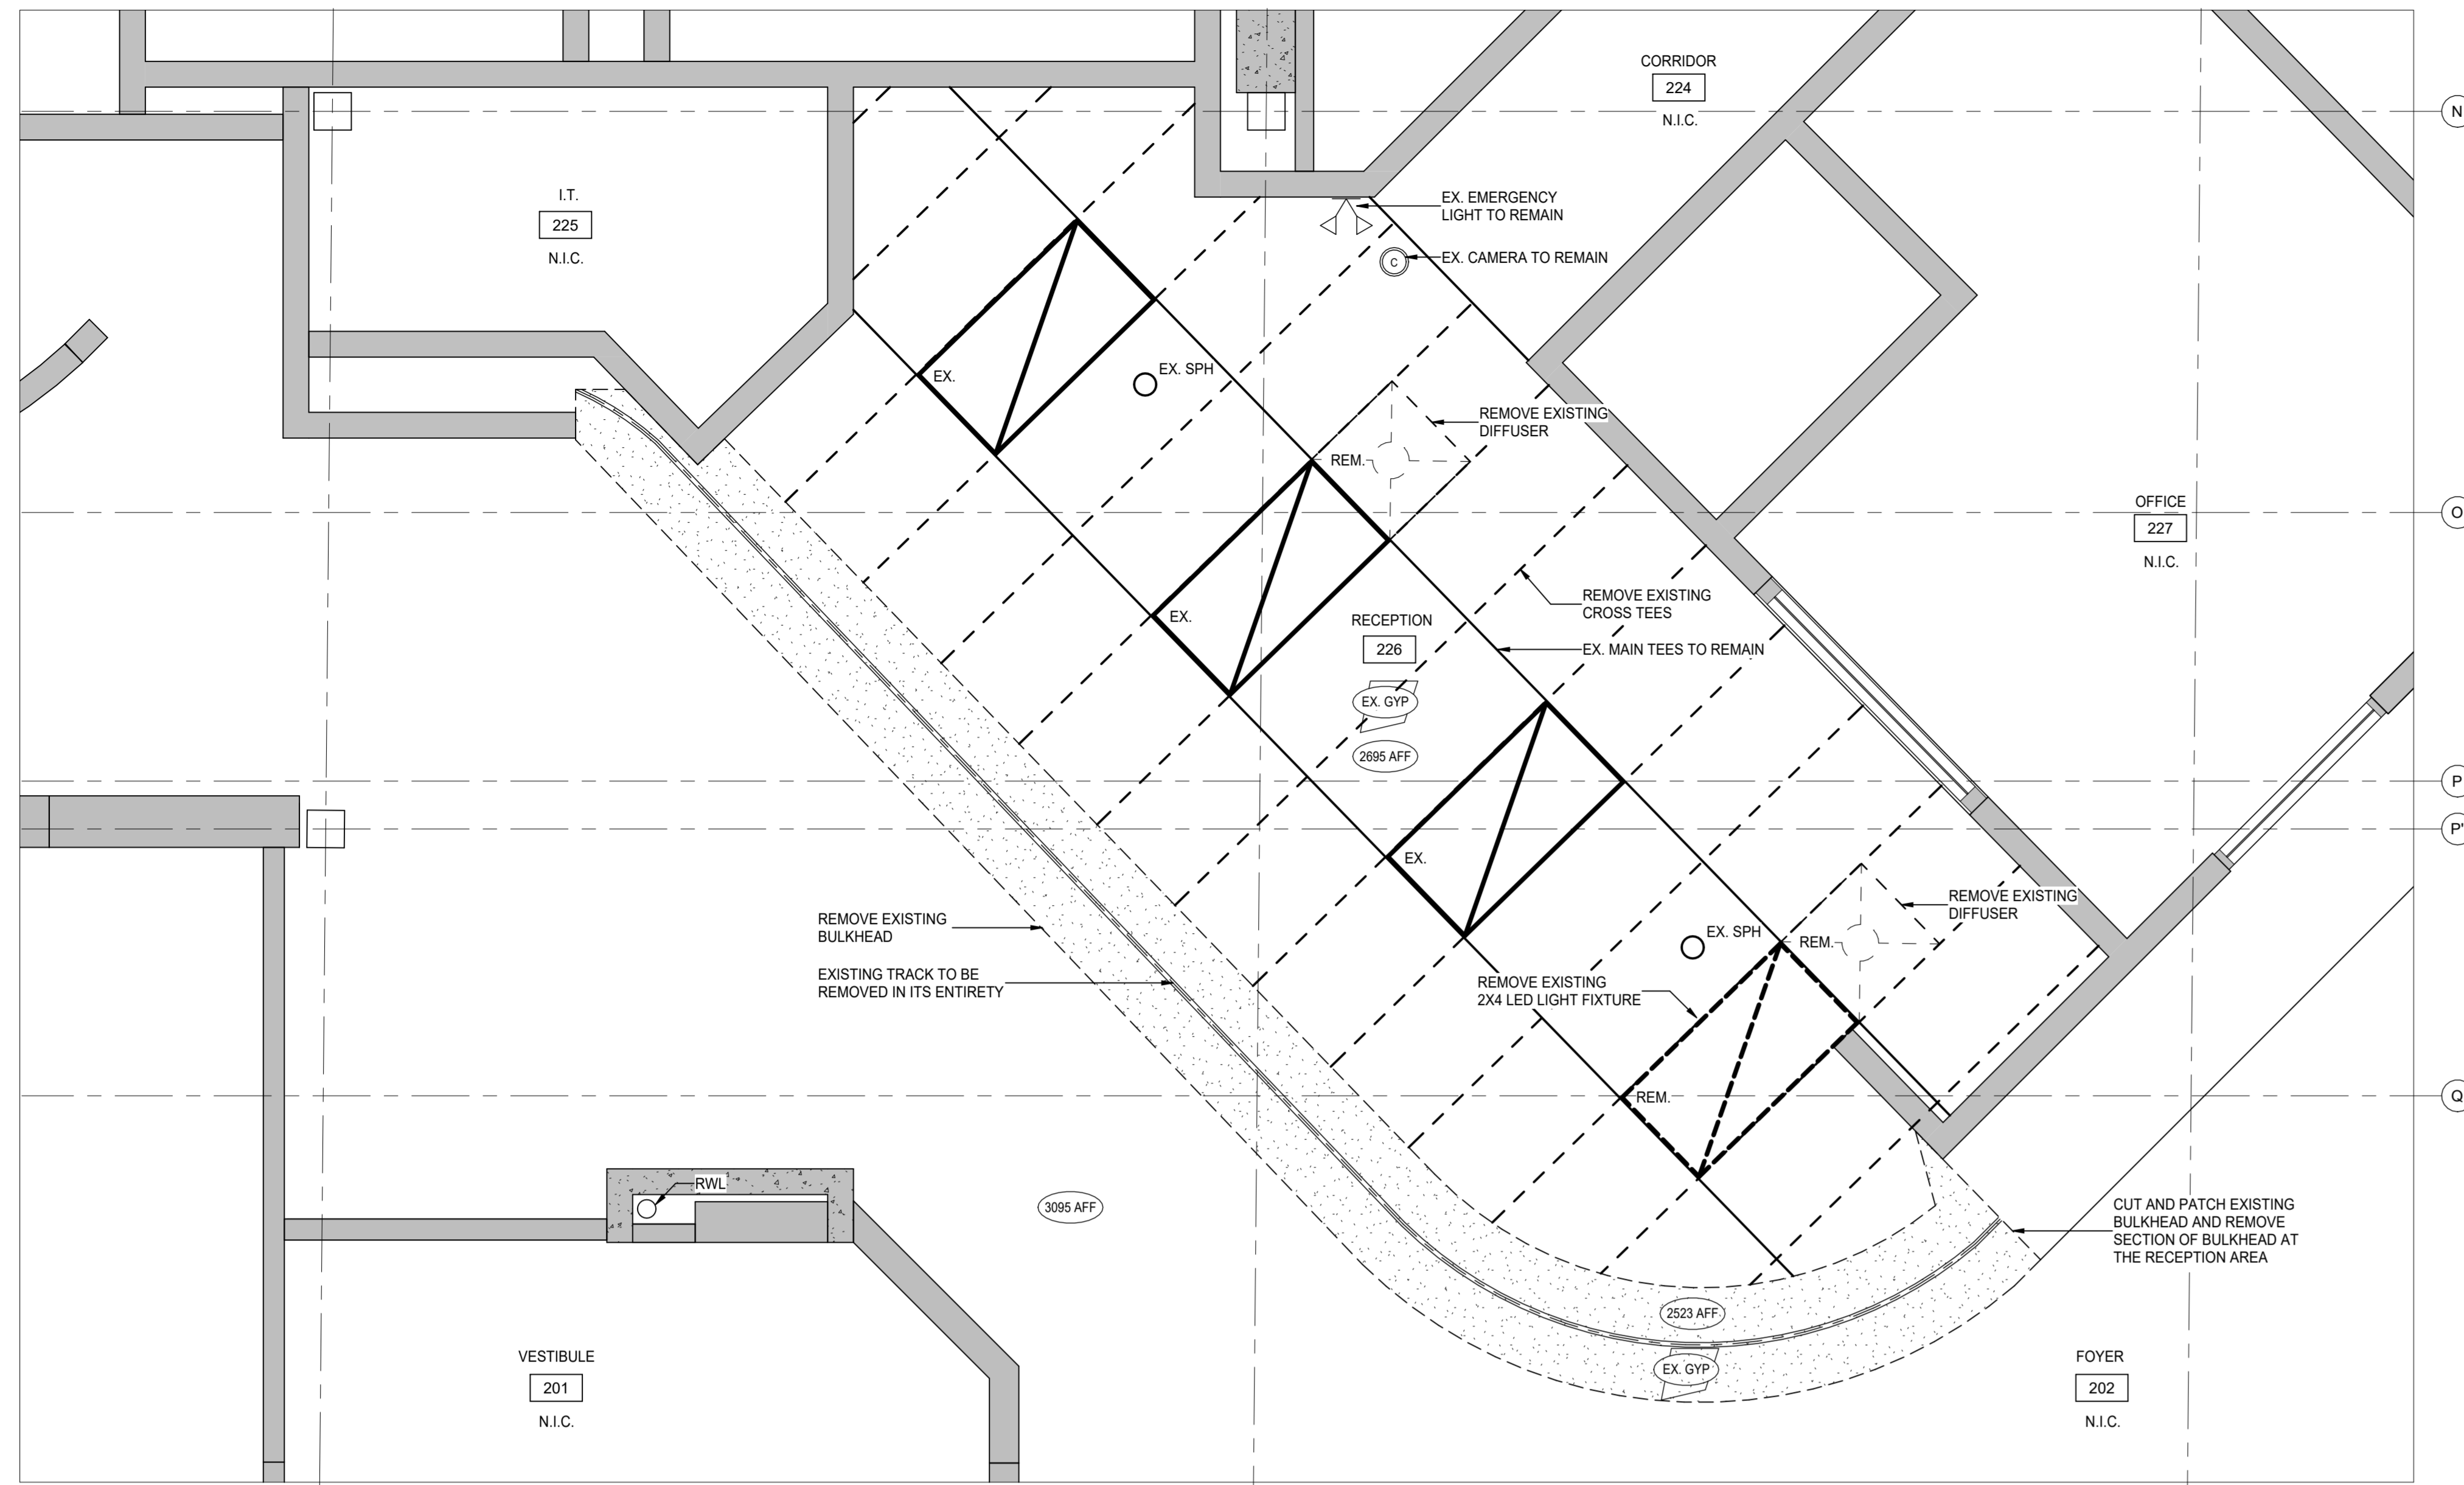 CORRIDOR
224
N.I.C.
N
I.T.
225
N.I.C.
EX. EMERGENCY
LIGHT TO REMAIN
C
EX. CAMERA TO REMAIN
EX.
EX. SPH
REMOVE EXISTING
DIFFUSER
REM.
OFFICE
227
N.I.C.
O
REMOVE EXISTING
CROSS TEES
EX.
RECEPTION
226
EX. MAIN TEES TO REMAIN
EX. GYP
2695 AFF
P
P'
EX.
REMOVE EXISTING
DIFFUSER
REMOVE EXISTING
BULKHEAD
EX. SPH
REM.
EXISTING TRACK TO BE
REMOVED IN ITS ENTIRETY
REMOVE EXISTING
2X4 LED LIGHT FIXTURE
REM.
Q
RWL
3095 AFF
CUT AND PATCH EXISTING
BULKHEAD AND REMOVE
SECTION OF BULKHEAD AT
THE RECEPTION AREA
2523 AFF
EX. GYP
VESTIBULE
201
N.I.C.
FOYER
202
N.I.C.